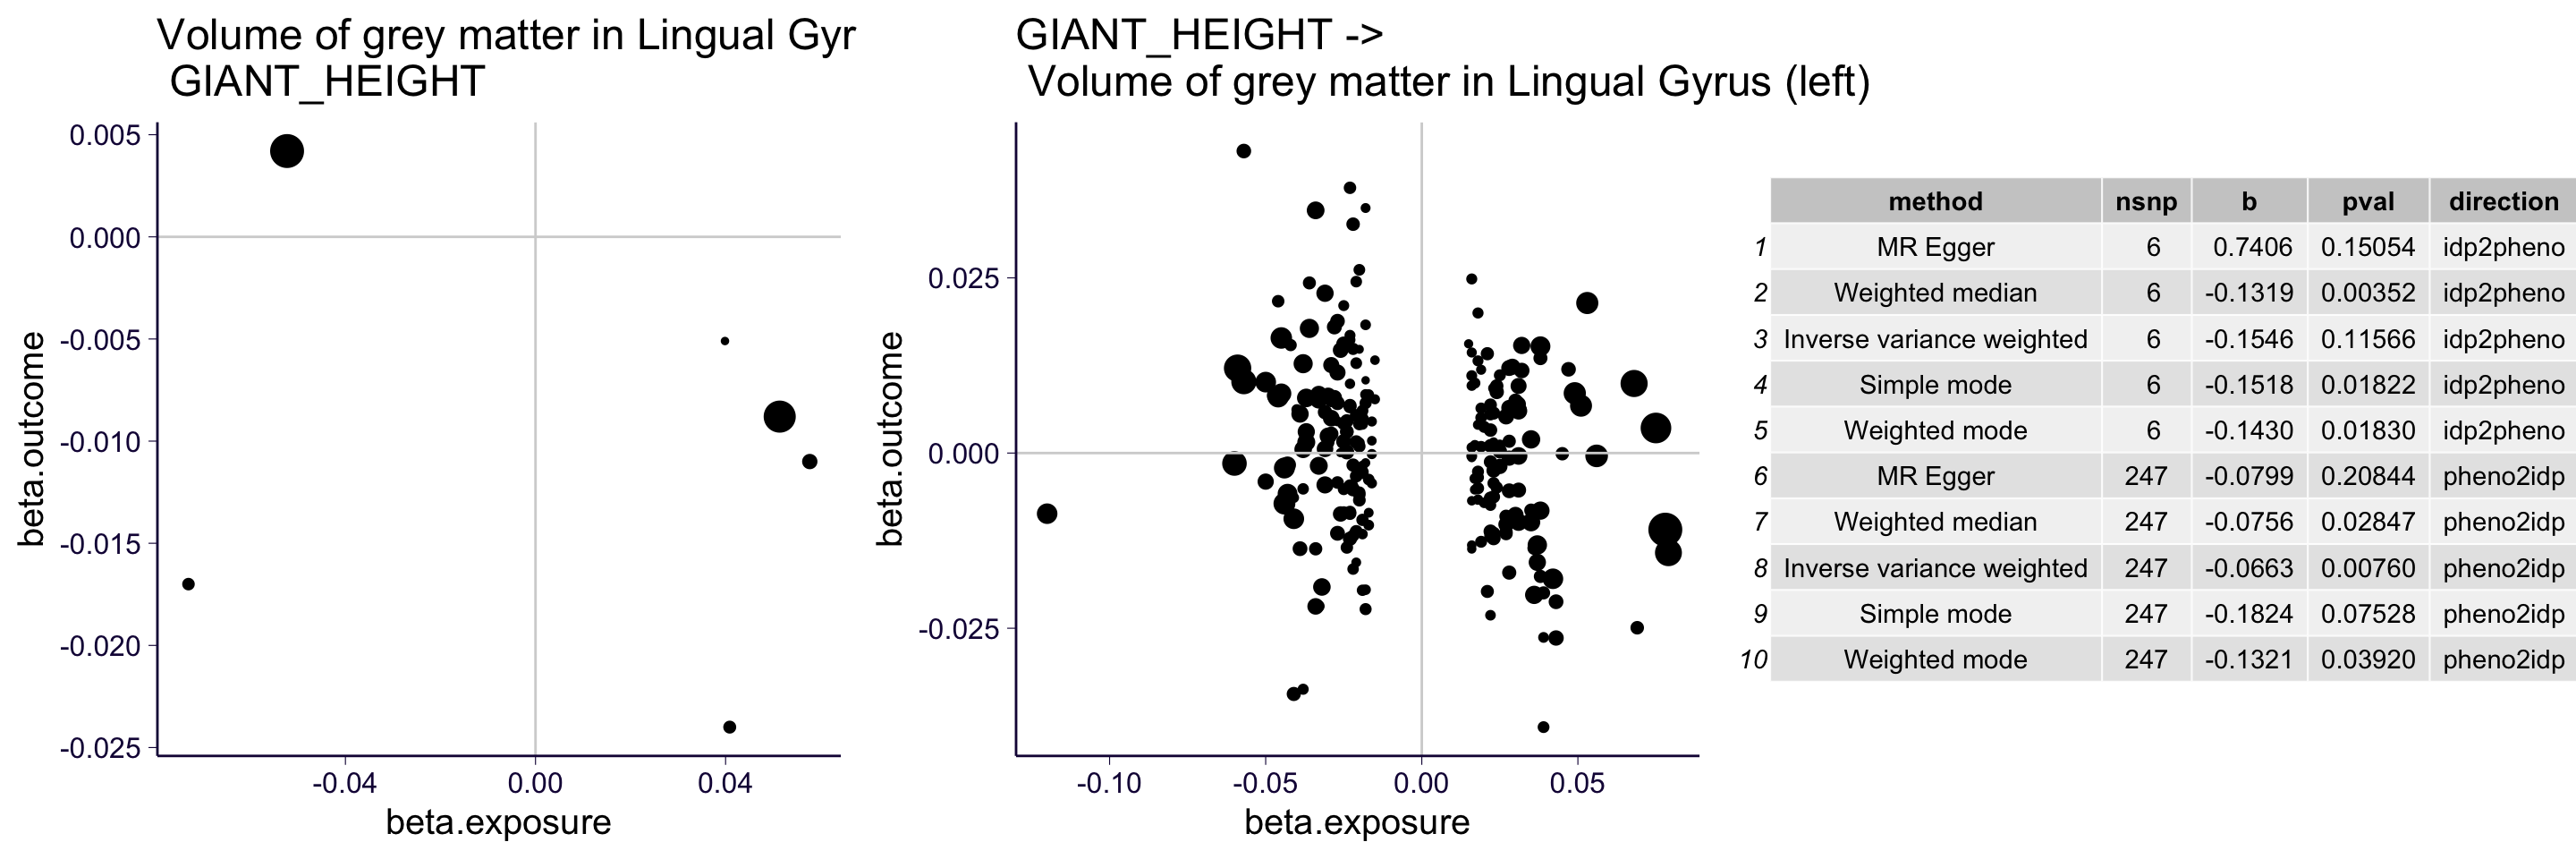 Volume of grey matter in Lingual Gyr
GIANT_HEIGHT
0.005
0.000
-0.005
-0.010
-0.015
-0.020
-0.025
beta.outcome
-0.04 0.00 0.04
beta.exposure
GIANT_HEIGHT ->
Volume of grey matter in Lingual Gyrus (left)
0.025
0.000
-0.025
beta.outcome
-0.10 -0.05 0.00 0.05
beta.exposure
method nsnp b pval direction
1 MR Egger 6 0.7406 0.15054 idp2pheno
2 Weighted median 6 -0.1319 0.00352 idp2pheno
3 Inverse variance weighted 6 -0.1546 0.11566 idp2pheno
4 Simple mode 6 -0.1518 0.01822 idp2pheno
5 Weighted mode 6 -0.1430 0.01830 idp2pheno
6 MR Egger 247 -0.0799 0.20844 pheno2idp
7 Weighted median 247 -0.0756 0.02847 pheno2idp
8 Inverse variance weighted 247 -0.0663 0.00760 pheno2idp
9 Simple mode 247 -0.1824 0.07528 pheno2idp
10 Weighted mode 247 -0.1321 0.03920 pheno2idp